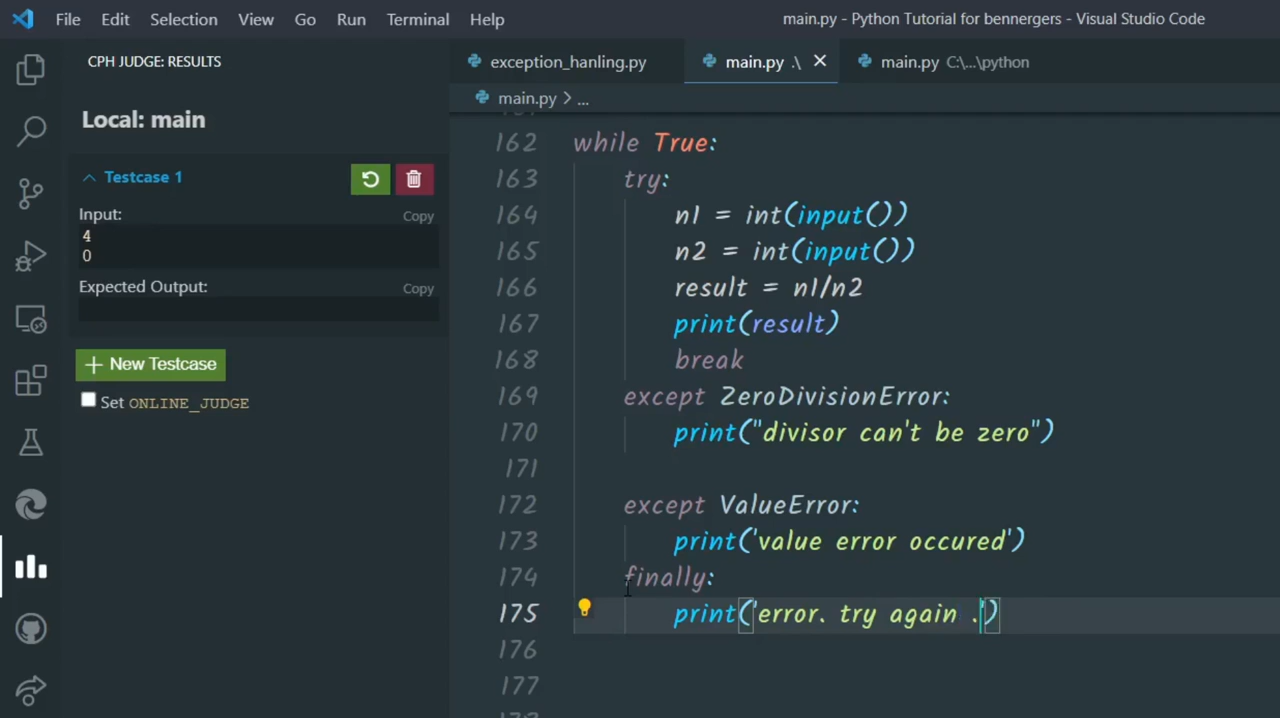 File Edit Selection View Go Run Terminal Help
main.py - Python Tutorial for bennergers - Visual Studio Code
CPH JUDGE: RESULTS
Local: main
Testcase 1
Input:
Copy
4
0
Expected Output:
Copy
+ New Testcase
Set ONLINE_JUDGE
exception_hanling.py
main.py .\
main.py C:\...\python
main.py > ...
162 while True:
163 try:
164 n1 = int(input())
165 n2 = int(input())
166 result = n1/n2
167 print(result)
168 break
169 except ZeroDivisionError:
170 print("divisor can't be zero")
171
172 except ValueError:
173 print('value error occured')
174 finally:
175 print('error. try again .')
176
177